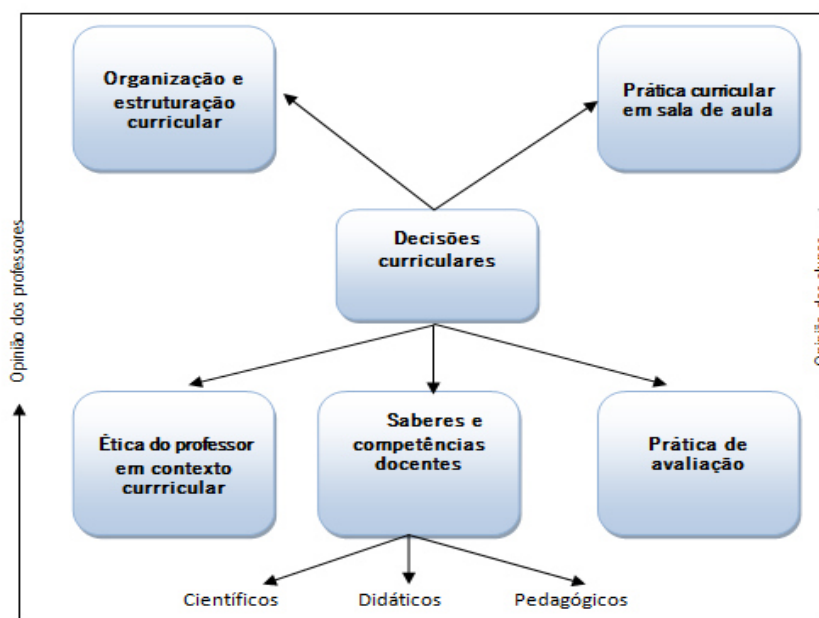 Organização e
estruturação
curricular
Prática curricular
em sala de aula
Decisões
curriculares
Opinião dos professores
Ética do professor
em contexto
currricular
Saberes e
competências
docentes
Prática de
avaliação
Científicos
Didáticos
Pedagógicos